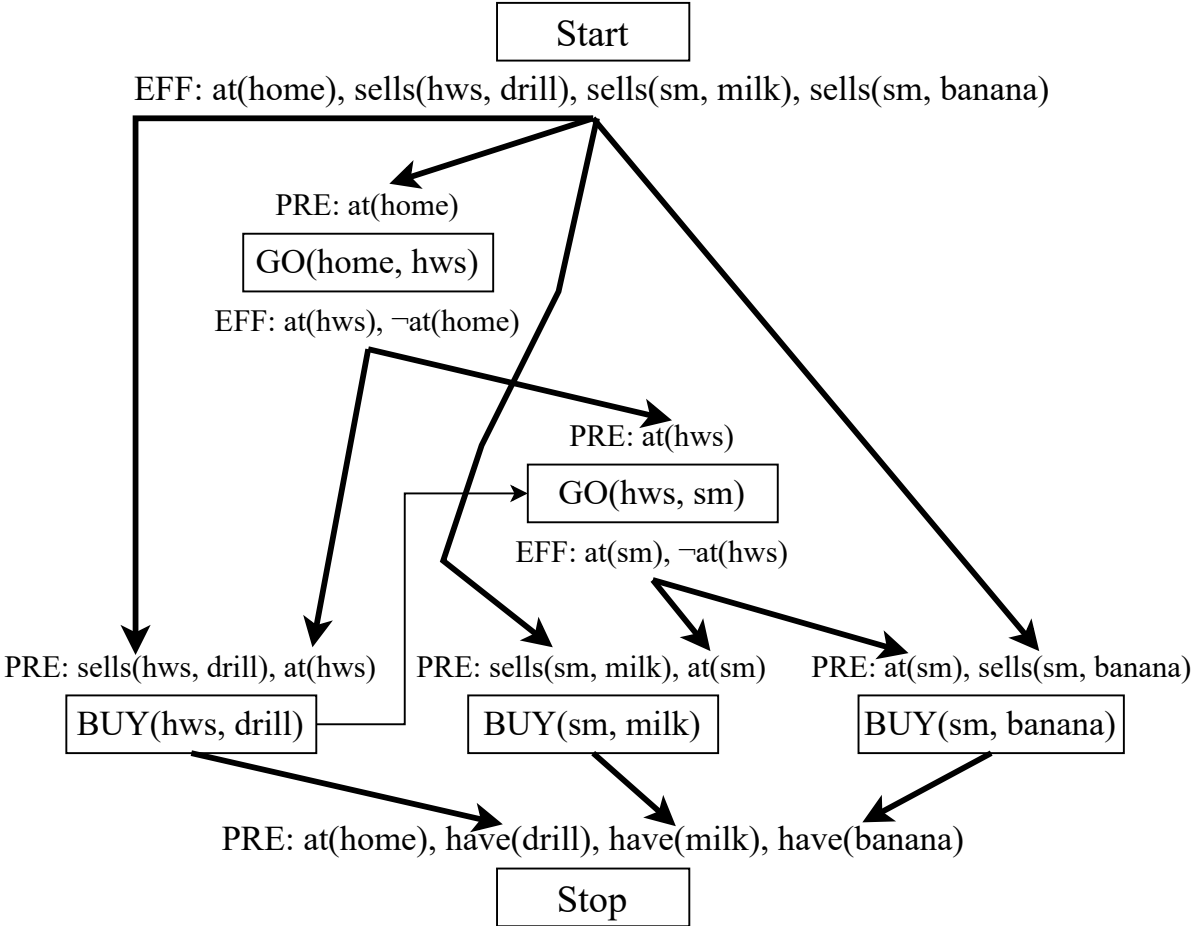 Start
EFF: at(home), sells(hws, drill), sells(sm, milk), sells(sm, banana)
PRE: at(home)
GO(home, hws)
EFF: at(hws), ¬at(home)
PRE: at(hws)
GO(hws, sm)
EFF: at(sm), ¬at(hws)
PRE: sells(hws, drill), at(hws)
BUY(hws, drill)
PRE: sells(sm, milk), at(sm)
BUY(sm, milk)
PRE: at(sm), sells(sm, banana)
BUY(sm, banana)
PRE: at(home), have(drill), have(milk), have(banana)
Stop